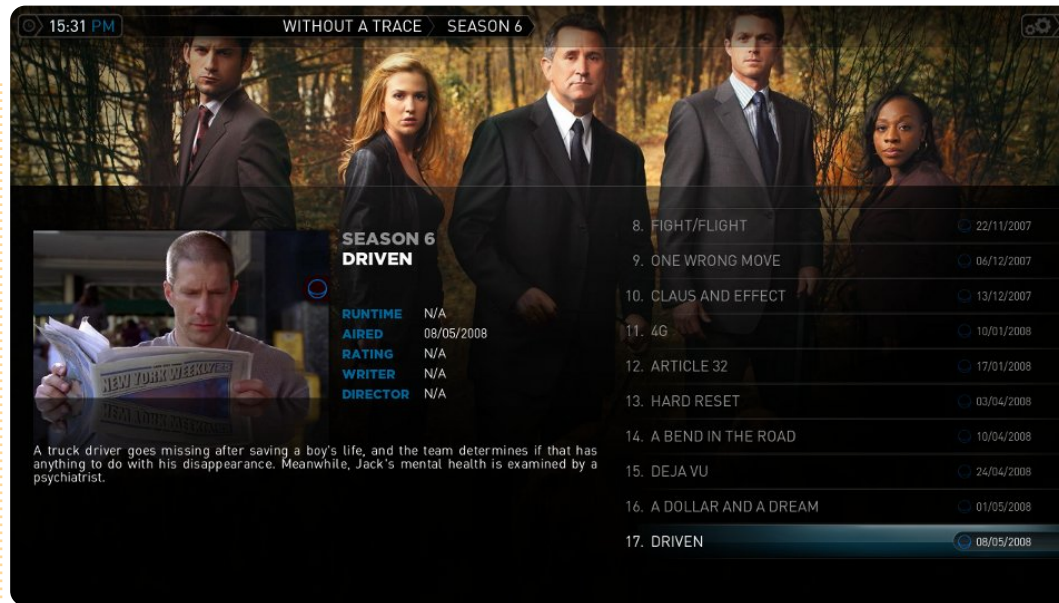 15:31 PM
WITHOUT A TRACE
SEASON 6
SEASON 6
DRIVEN
RUNTIME N/A
AIRED 08/05/2008
RATING N/A
WRITER N/A
DIRECTOR N/A
NEW YORK WEEKLY
A truck driver goes missing after saving a boy's life, and the team determines if that has
anything to do with his disappearance. Meanwhile, Jack's mental health is examined by a
psychiatrist.
8. FIGHT/FLIGHT 22/11/2007
9. ONE WRONG MOVE 06/12/2007
10. CLAUS AND EFFECT 13/12/2007
11. 4G 10/01/2008
12. ARTICLE 32 17/01/2008
13. HARD RESET 03/04/2008
14. A BEND IN THE ROAD 10/04/2008
15. DEJA VU 24/04/2008
16. A DOLLAR AND A DREAM 01/05/2008
17. DRIVEN 08/05/2008